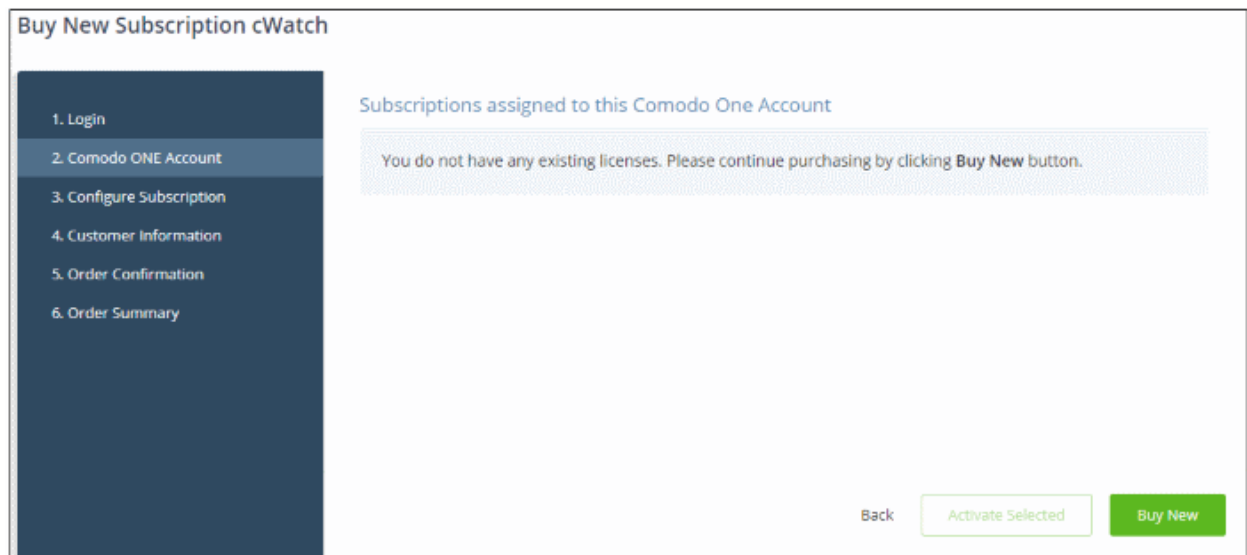 Buy New Subscription cWatch
1. Login
2. Comodo ONE Account
3. Configure Subscription
4. Customer Information
5. Order Confirmation
6. Order Summary
Subscriptions assigned to this Comodo One Account
You do not have any existing licenses. Please continue purchasing by clicking Buy New button.
Back
Activate Selected
Buy New